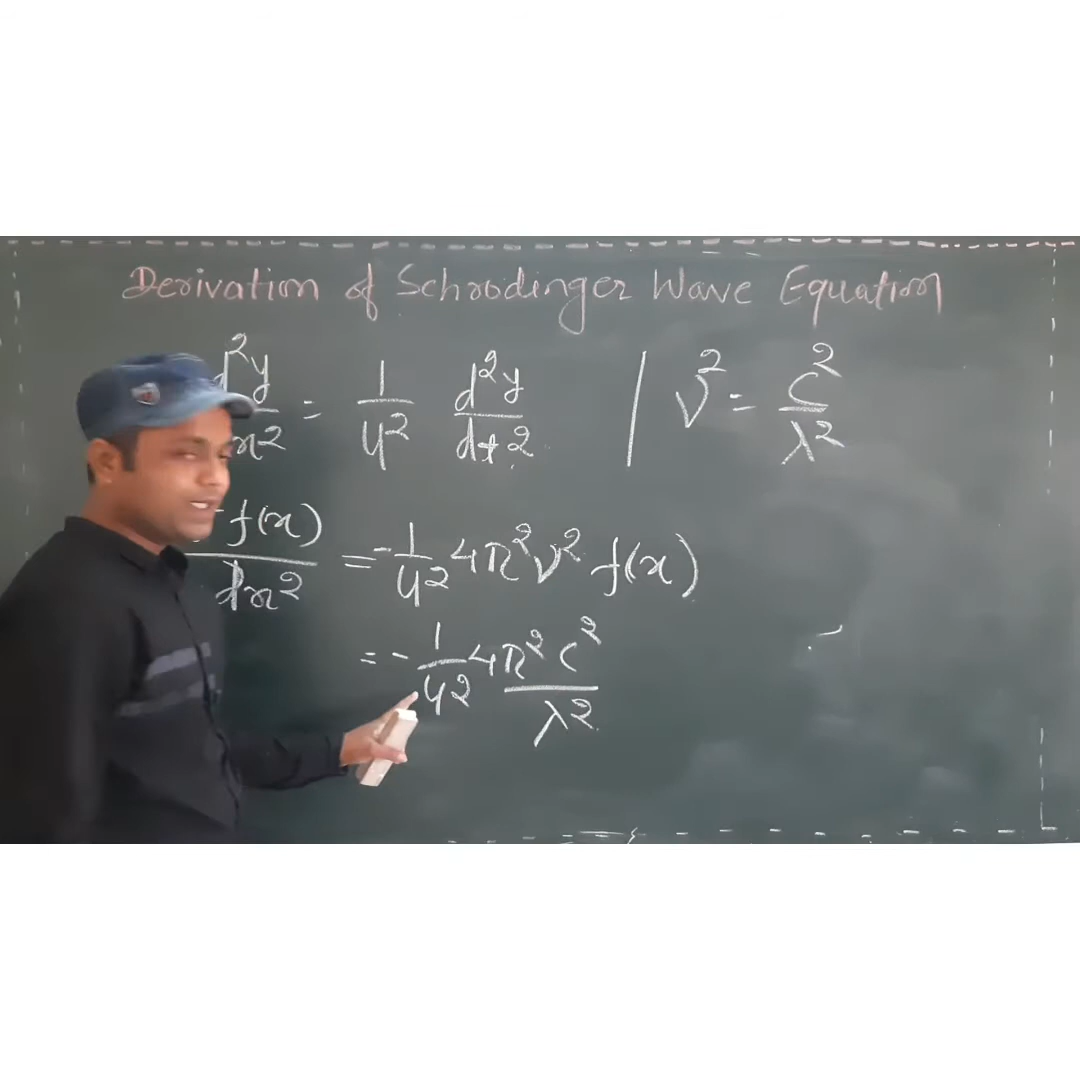 Derivation of Schrodinger Wave Equation
d²y/dx² = 1/u² d²y/dt² | ν² = c²/λ²
f(x)/dx² = -1/u² 4π²ν² f(x)
= - 1/u² 4π² c²/λ²